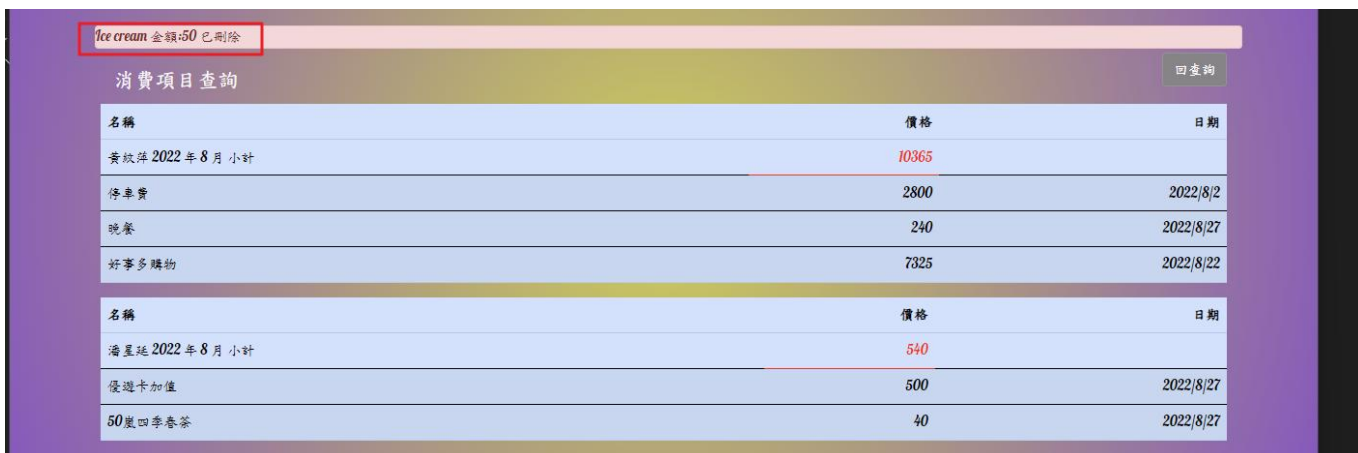 Ice cream 金額:50 已刪除
回查詢
消費項目查詢
名稱 價格 日期
黃紋萍 2022 年 8 月 小計 10365
停車費 2800 2022/8/2
晚餐 240 2022/8/27
好事多購物 7325 2022/8/22
名稱 價格 日期
潘星延 2022 年 8 月 小計 540
優遊卡加值 500 2022/8/27
50嵐四季春茶 40 2022/8/27